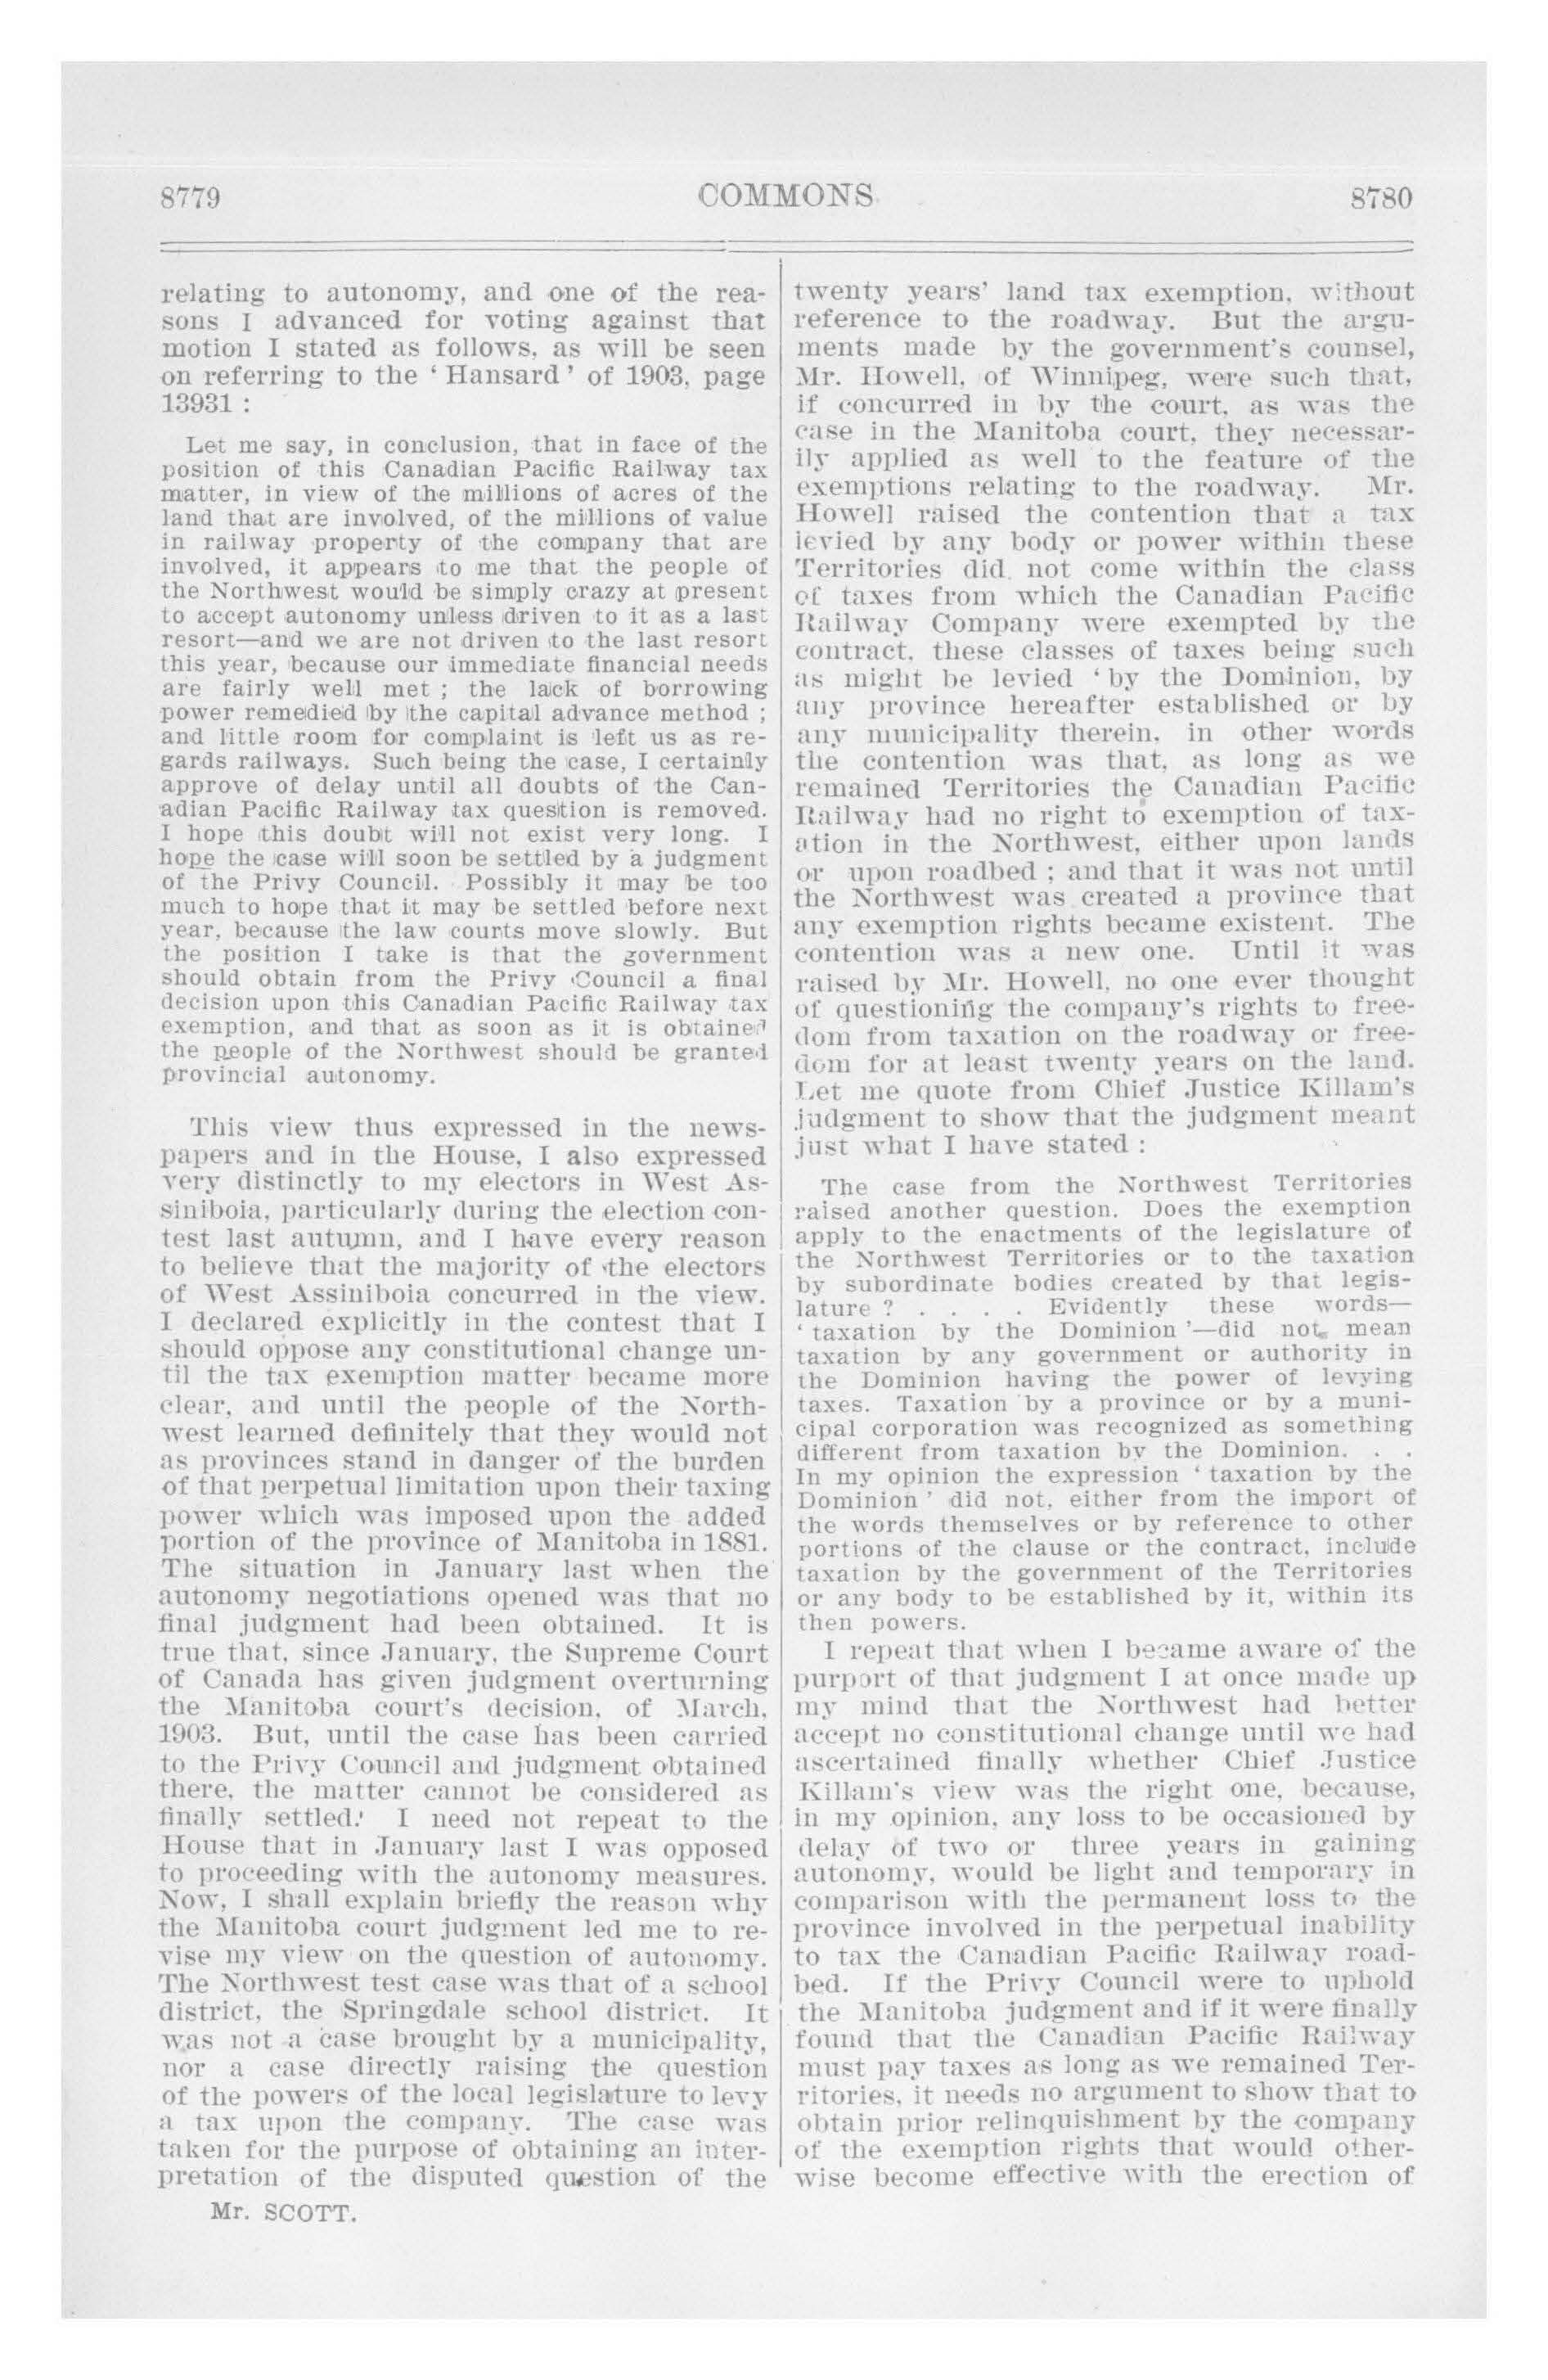 8779
COMMONS
8780
relating to autonomy, and one of the rea-
sons I advanced for voting against that
motion I stated as follows, as will be seen
on referring to the ‘ Hansard ’ of 1903, page
13931 :
Let me say, in conclusion, that in face of the
position of this Canadian Pacific Railway tax
matter, in view of the millions of acres of the
land that are involved, of the millions of value
in railway property of the company that are
involved, it appears to me that the people of
the Northwest would be simply crazy at present
to accept autonomy unless driven to it as a last
resort—and we are not driven to the last resort
this year, because our immediate financial needs
are fairly well met ; the lack of borrowing
power remedied by the capital advance method ;
and little room for complaint is left us as re-
gards railways. Such being the case, I certainly
approve of delay until all doubts of the Can-
adian Pacific Railway tax question is removed.
I hope this doubt will not exist very long. I
hope the case will soon be settled by a judgment
of the Privy Council. Possibly it may be too
much to hope that it may be settled before next
year, because the law courts move slowly. But
the position I take is that the government
should obtain from the Privy Council a final
decision upon this Canadian Pacific Railway tax
exemption, and that as soon as it is obtained
the people of the Northwest should be granted
provincial autonomy.
This view thus expressed in the news-
papers and in the House, I also expressed
very distinctly to my electors in West As-
siniboia, particularly during the election con-
test last autumn, and I have every reason
to believe that the majority of the electors
of West Assiniboia concurred in the view.
I declared explicitly in the contest that I
should oppose any constitutional change un-
til the tax exemption matter became more
clear, and until the people of the North-
west learned definitely that they would not
as provinces stand in danger of the burden
of that perpetual limitation upon their taxing
power which was imposed upon the added
portion of the province of Manitoba in 1881.
The situation in January last when the
autonomy negotiations opened was that no
final judgment had been obtained. It is
true that, since January, the Supreme Court
of Canada has given judgment overturning
the Manitoba court's decision, of March,
1903. But, until the case has been carried
to the Privy Council and judgment obtained
there, the matter cannot be considered as
finally settled.' I need not repeat to the
House that in January last I was opposed
to proceeding with the autonomy measures.
Now, I shall explain briefly the reason why
the Manitoba court judgment led me to re-
vise my view on the question of autonomy.
The Northwest test case was that of a school
district, the Springdale school district. It
was not a case brought by a municipality,
nor a case directly raising the question
of the powers of the local legislature to levy
a tax upon the company. The case was
taken for the purpose of obtaining an inter-
pretation of the disputed question of the
Mr. SCOTT.
twenty years' land tax exemption, without
reference to the roadway. But the argu-
ments made by the government's counsel,
Mr. Howell, of Winnipeg, were such that,
if concurred in by the court, as was the
case in the Manitoba court, they necessar-
ily applied as well to the feature of the
exemptions relating to the roadway. Mr.
Howell raised the contention that a tax
levied by any body or power within these
Territories did not come within the class
of taxes from which the Canadian Pacific
Railway Company were exempted by the
contract, these classes of taxes being such
as might be levied ‘ by the Dominion, by
any province hereafter established or by
any municipality therein, in other words
the contention was that, as long as we
remained Territories the Canadian Pacific
Railway had no right to exemption of tax-
ation in the Northwest, either upon lands
or upon roadbed ; and that it was not until
the Northwest was created a province that
any exemption rights became existent. The
contention was a new one. Until it was
raised by Mr. Howell, no one ever thought
of questioning the company's rights to free-
dom from taxation on the roadway or free-
dom for at least twenty years on the land.
Let me quote from Chief Justice Killam's
judgment to show that the judgment meant
just what I have stated :
The case from the Northwest Territories
raised another question. Does the exemption
apply to the enactments of the legislature of
the Northwest Territories or to the taxation
by subordinate bodies created by that legis-
lature ? . . . . Evidently these words—
‘ taxation by the Dominion ’—did not mean
taxation by any government or authority in
the Dominion having the power of levying
taxes. Taxation by a province or by a muni-
cipal corporation was recognized as something
different from taxation by the Dominion. . .
In my opinion the expression ‘ taxation by the
Dominion ’ did not, either from the import of
the words themselves or by reference to other
portions of the clause or the contract, include
taxation by the government of the Territories
or any body to be established by it, within its
then powers.
I repeat that when I became aware of the
purport of that judgment I at once made up
my mind that the Northwest had better
accept no constitutional change until we had
ascertained finally whether Chief Justice
Killam's view was the right one, because,
in my opinion, any loss to be occasioned by
delay of two or three years in gaining
autonomy, would be light and temporary in
comparison with the permanent loss to the
province involved in the perpetual inability
to tax the Canadian Pacific Railway road-
bed. If the Privy Council were to uphold
the Manitoba judgment and if it were finally
found that the Canadian Pacific Railway
must pay taxes as long as we remained Ter-
ritories, it needs no argument to show that to
obtain prior relinquishment by the company
of the exemption rights that would other-
wise become effective with the erection of